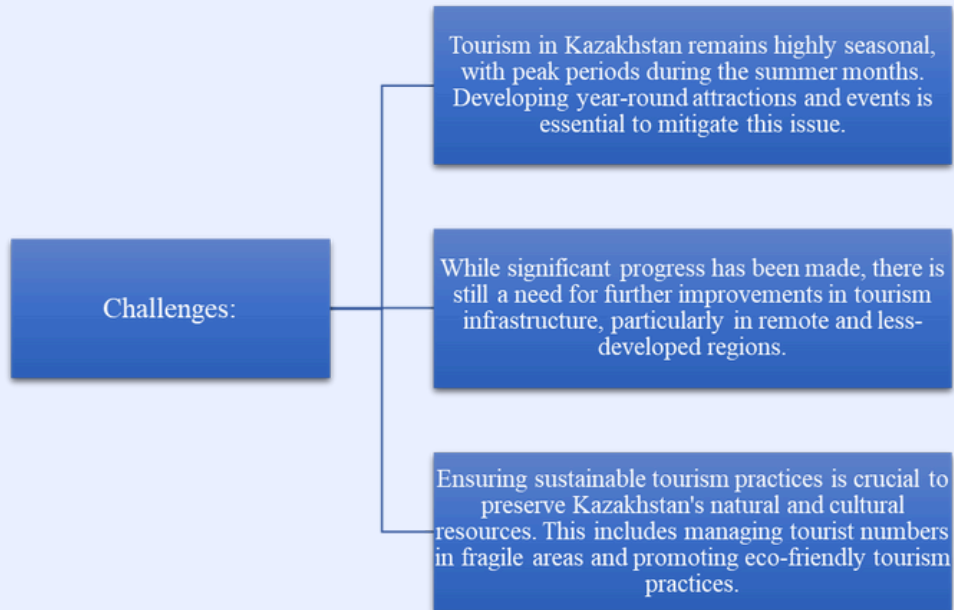 Challenges:
Tourism in Kazakhstan remains highly seasonal,
with peak periods during the summer months.
Developing year-round attractions and events is
essential to mitigate this issue.
While significant progress has been made, there is
still a need for further improvements in tourism
infrastructure, particularly in remote and less-
developed regions.
Ensuring sustainable tourism practices is crucial to
preserve Kazakhstan's natural and cultural
resources. This includes managing tourist numbers
in fragile areas and promoting eco-friendly tourism
practices.